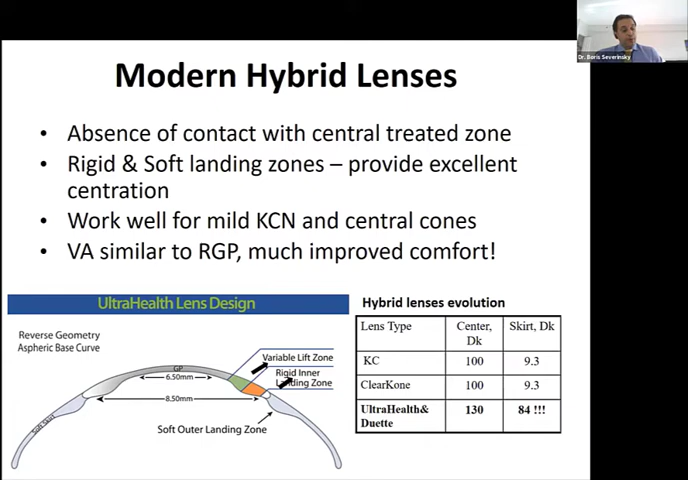 Dr. Boris Severinsky
Modern Hybrid Lenses
• Absence of contact with central treated zone
• Rigid & Soft landing zones – provide excellent
centration
• Work well for mild KCN and central cones
• VA similar to RGP, much improved comfort!
UltraHealth Lens Design
Reverse Geometry
Aspheric Base Curve
GP
6.50mm
8.50mm
Variable Lift Zone
Rigid Inner
Landing Zone
Soft Outer Landing Zone
Soft Skirt
Hybrid lenses evolution
Lens Type Center, Dk Skirt, Dk
KC 100 9.3
ClearKone 100 9.3
UltraHealth& Duette 130 84 !!!